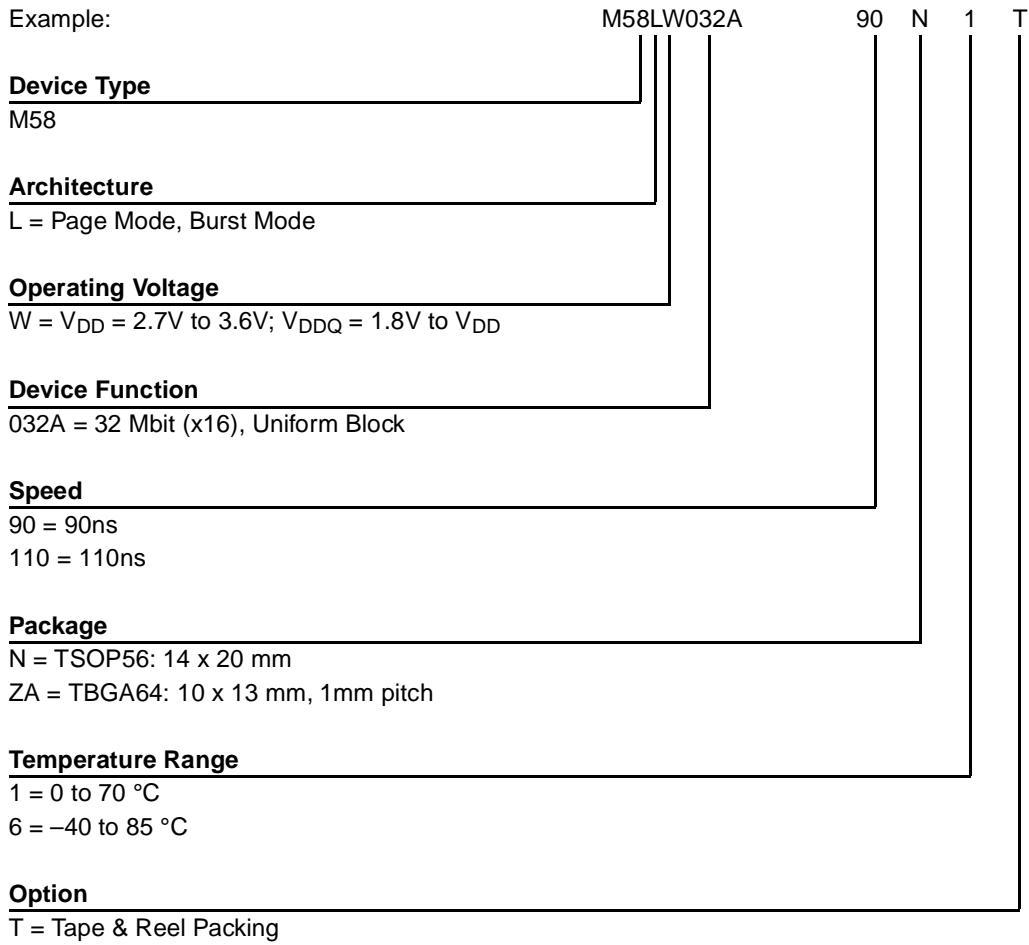 Example: M58LW032A 90 N 1 T
Device Type
M58
Architecture
L = Page Mode, Burst Mode
Operating Voltage
W = VDD = 2.7V to 3.6V; VDDQ = 1.8V to VDD
Device Function
032A = 32 Mbit (x16), Uniform Block
Speed
90 = 90ns
110 = 110ns
Package
N = TSOP56: 14 x 20 mm
ZA = TBGA64: 10 x 13 mm, 1mm pitch
Temperature Range
1 = 0 to 70 °C
6 = –40 to 85 °C
Option
T = Tape & Reel Packing